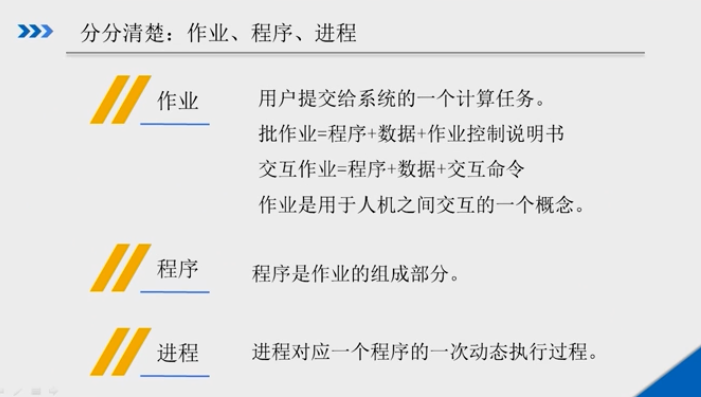 分分清楚：作业、程序、进程
作业
用户提交给系统的一个计算任务。
批作业=程序+数据+作业控制说明书
交互作业=程序+数据+交互命令
作业是用于人机之间交互的一个概念。
程序
程序是作业的组成部分。
进程
进程对应一个程序的一次动态执行过程。